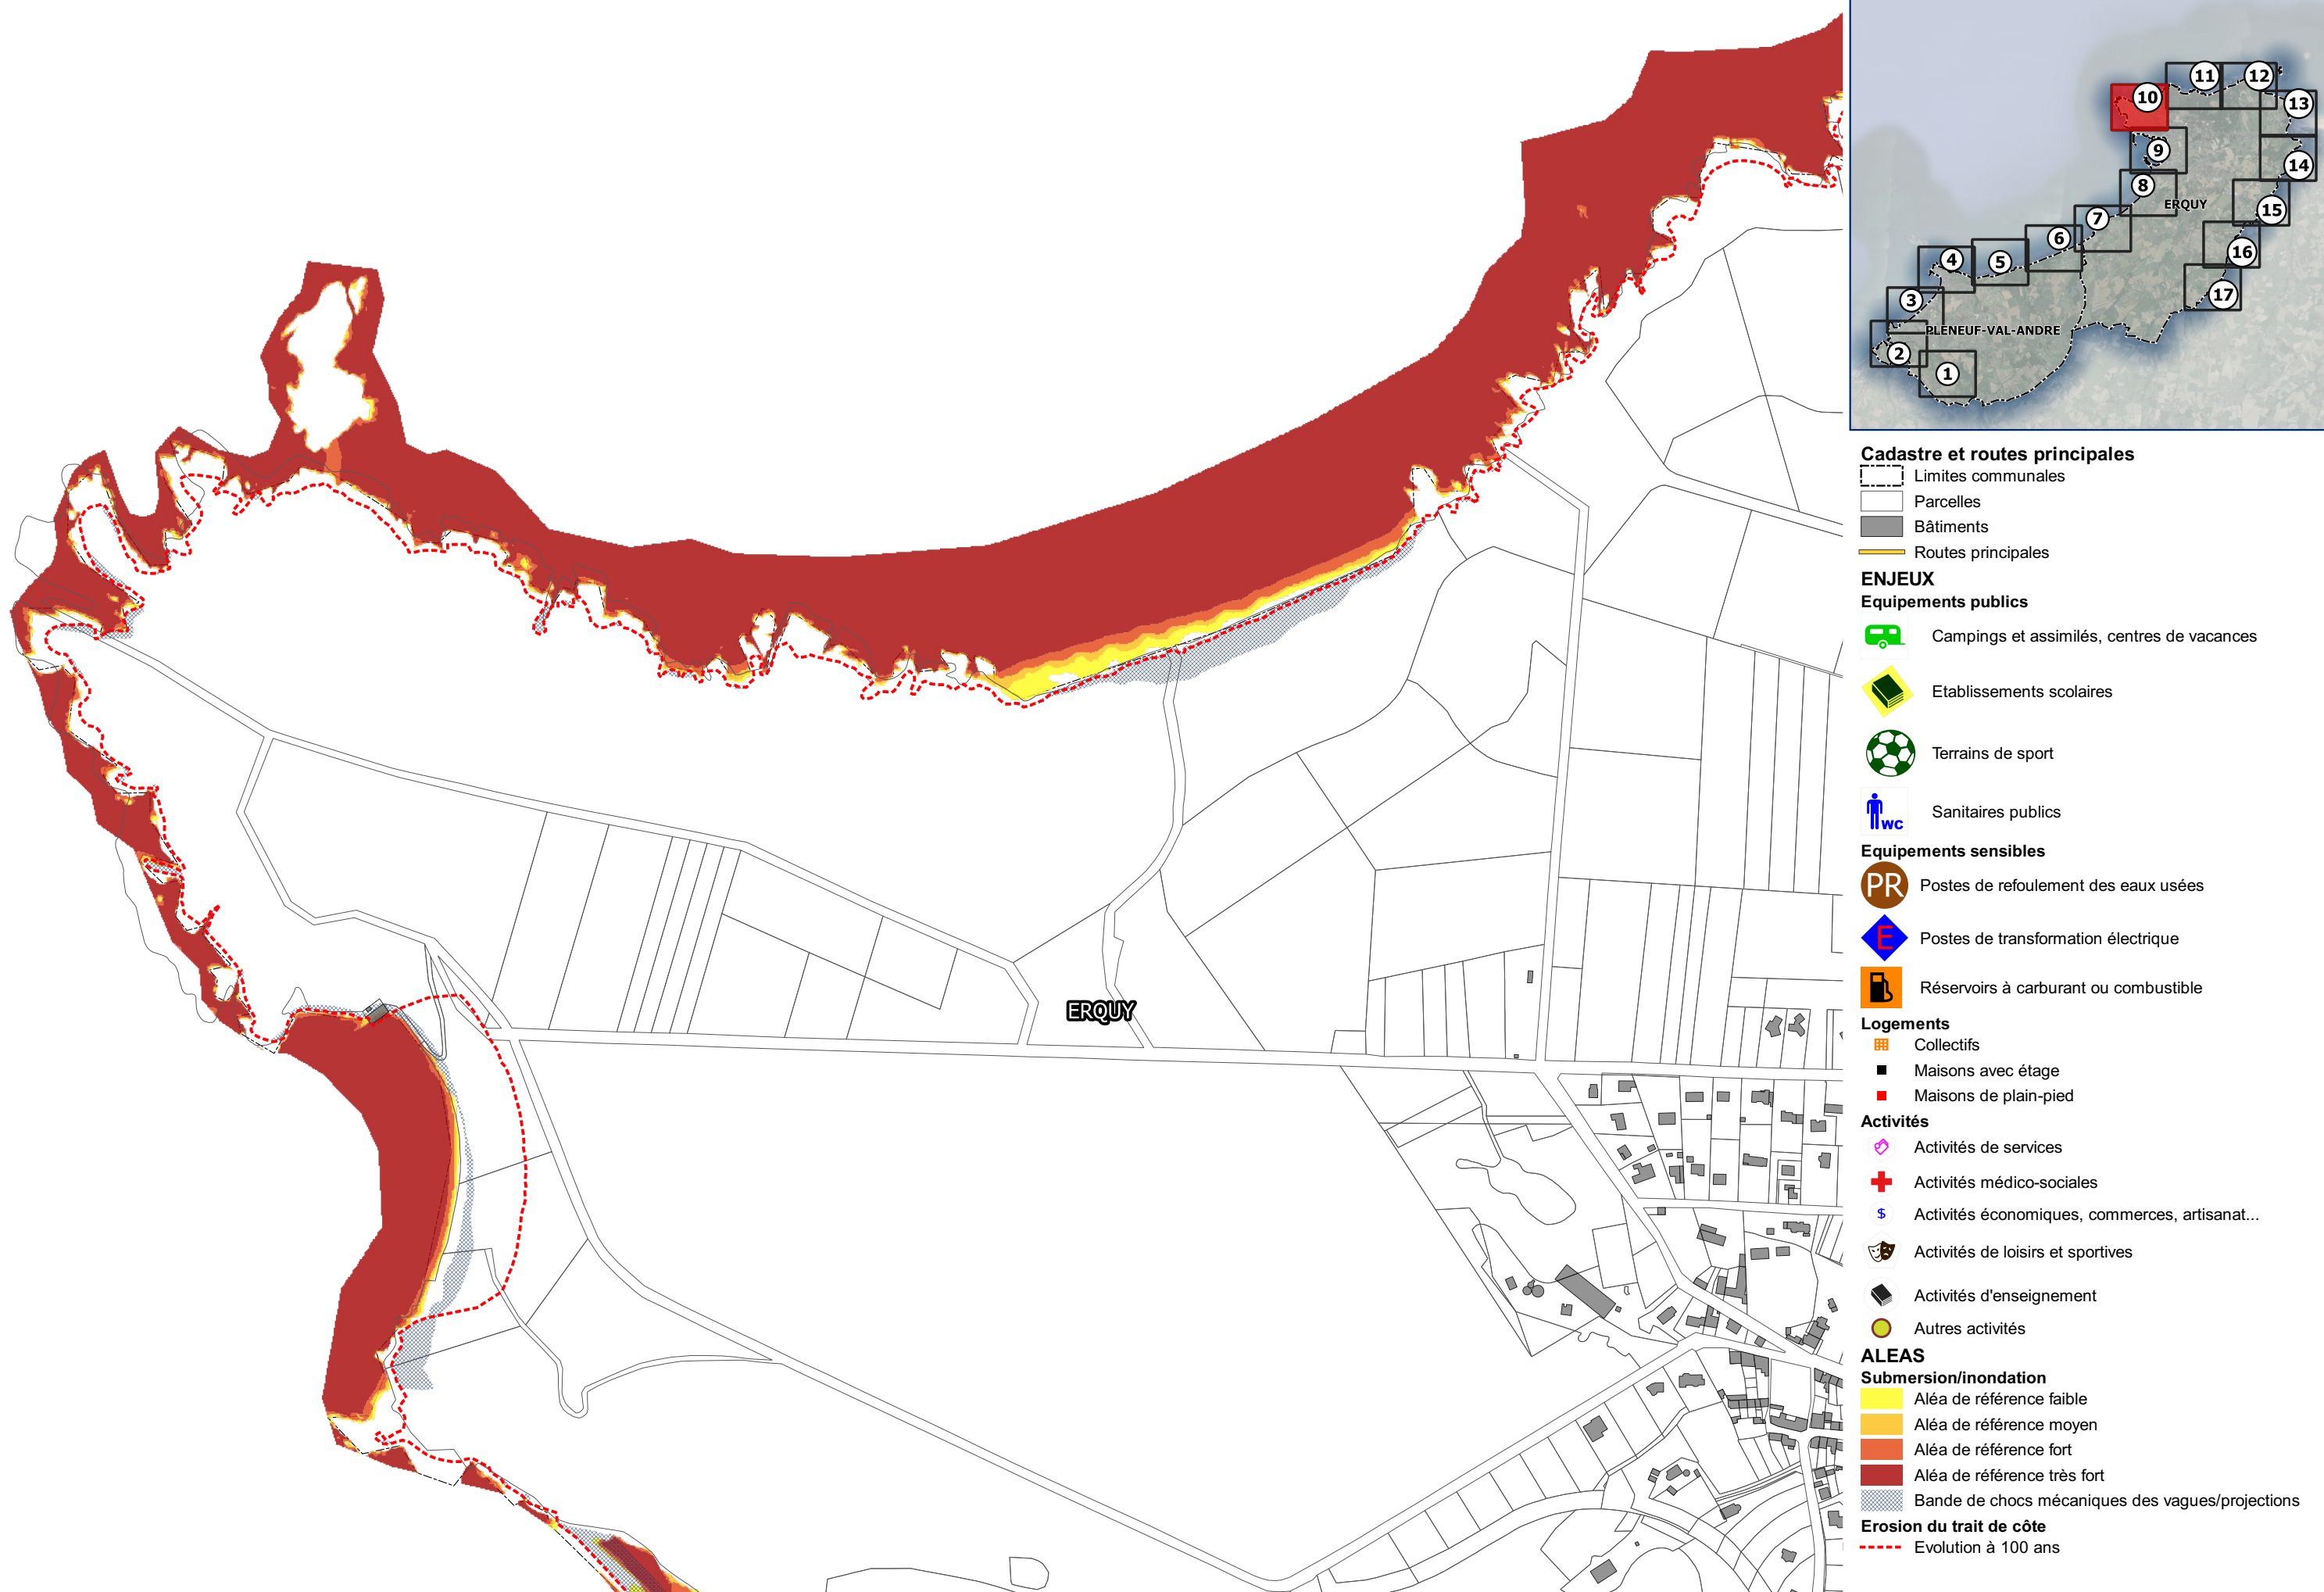 ERQUY
10
11
12
13
9
14
8
ERQUY
15
7
6
16
4
5
17
3
PLENEUF-VAL-ANDRE
2
1
Cadastre et routes principales
Limites communales
Parcelles
Bâtiments
Routes principales
ENJEUX
Equipements publics
Campings et assimilés, centres de vacances
Etablissements scolaires
Terrains de sport
WC Sanitaires publics
Equipements sensibles
PR Postes de refoulement des eaux usées
E Postes de transformation électrique
Réservoirs à carburant ou combustible
Logements
Collectifs
Maisons avec étage
Maisons de plain-pied
Activités
Activités de services
Activités médico-sociales
$ Activités économiques, commerces, artisanat...
Activités de loisirs et sportives
Activités d'enseignement
Autres activités
ALEAS
Submersion/inondation
Aléa de référence faible
Aléa de référence moyen
Aléa de référence fort
Aléa de référence très fort
Bande de chocs mécaniques des vagues/projections
Erosion du trait de côte
Evolution à 100 ans